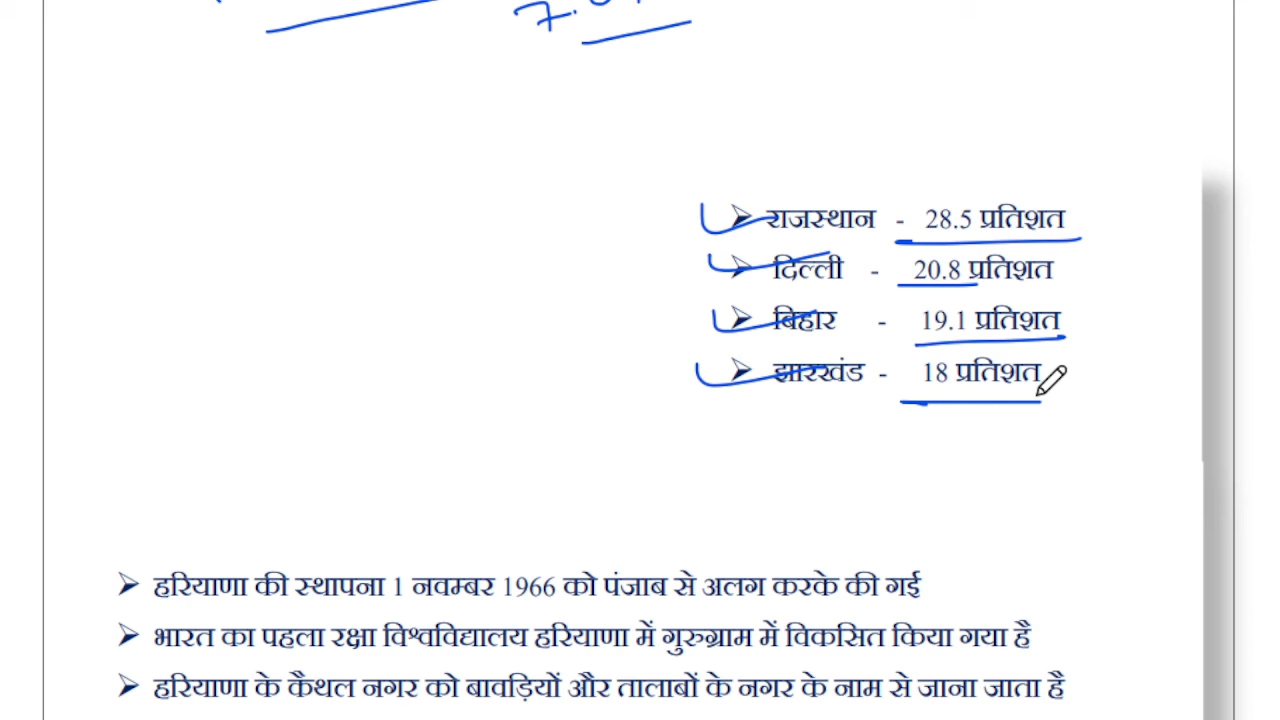 राजस्थान - 28.5 प्रतिशत
दिल्ली - 20.8 प्रतिशत
बिहार - 19.1 प्रतिशत
झारखंड - 18 प्रतिशत
हरियाणा की स्थापना 1 नवम्बर 1966 को पंजाब से अलग करके की गई
भारत का पहला रक्षा विश्वविद्यालय हरियाणा में गुरुग्राम में विकसित किया गया है
हरियाणा के कैथल नगर को बावड़ियों और तालाबों के नगर के नाम से जाना जाता है